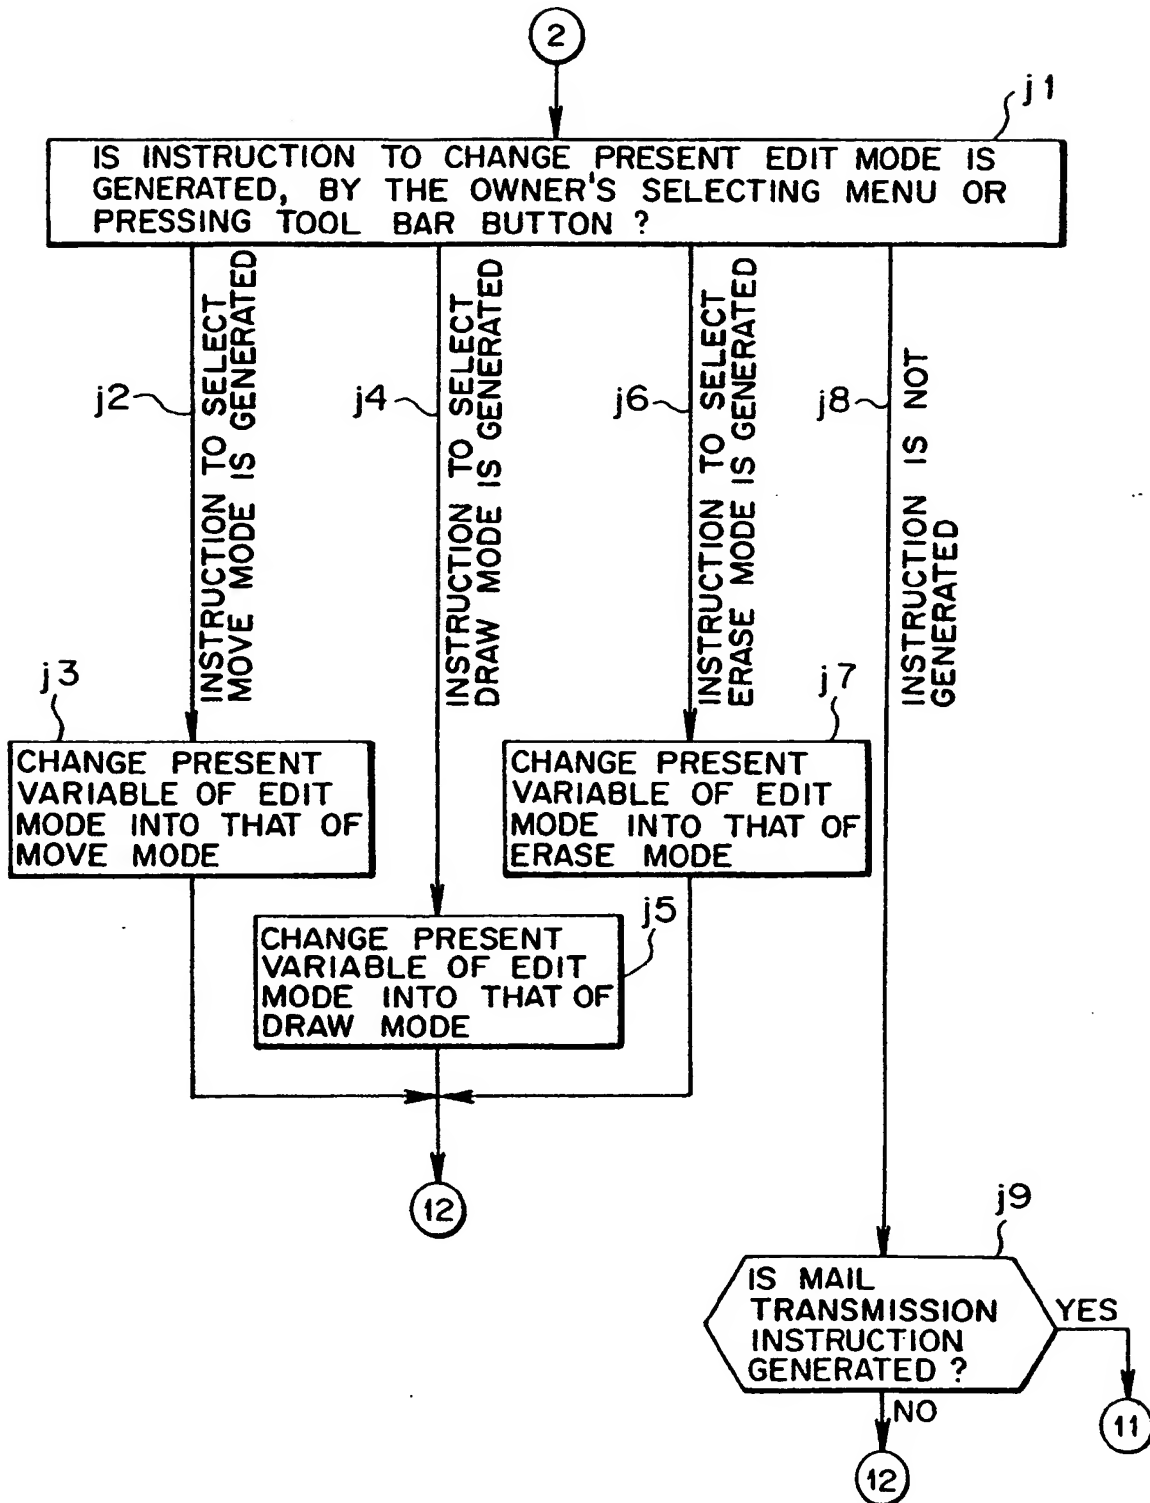 2
j1
IS INSTRUCTION TO CHANGE PRESENT EDIT MODE IS
GENERATED, BY THE OWNER'S SELECTING MENU OR
PRESSING TOOL BAR BUTTON ?
j2
INSTRUCTION TO SELECT
MOVE MODE IS GENERATED
j4
INSTRUCTION TO SELECT
DRAW MODE IS GENERATED
j6
INSTRUCTION TO SELECT
ERASE MODE IS GENERATED
j8
INSTRUCTION IS NOT
GENERATED
j3
CHANGE PRESENT
VARIABLE OF EDIT
MODE INTO THAT OF
MOVE MODE
j7
CHANGE PRESENT
VARIABLE OF EDIT
MODE INTO THAT OF
ERASE MODE
j5
CHANGE PRESENT
VARIABLE OF EDIT
MODE INTO THAT OF
DRAW MODE
12
j9
IS MAIL
TRANSMISSION
INSTRUCTION
GENERATED ?
YES
11
NO
12